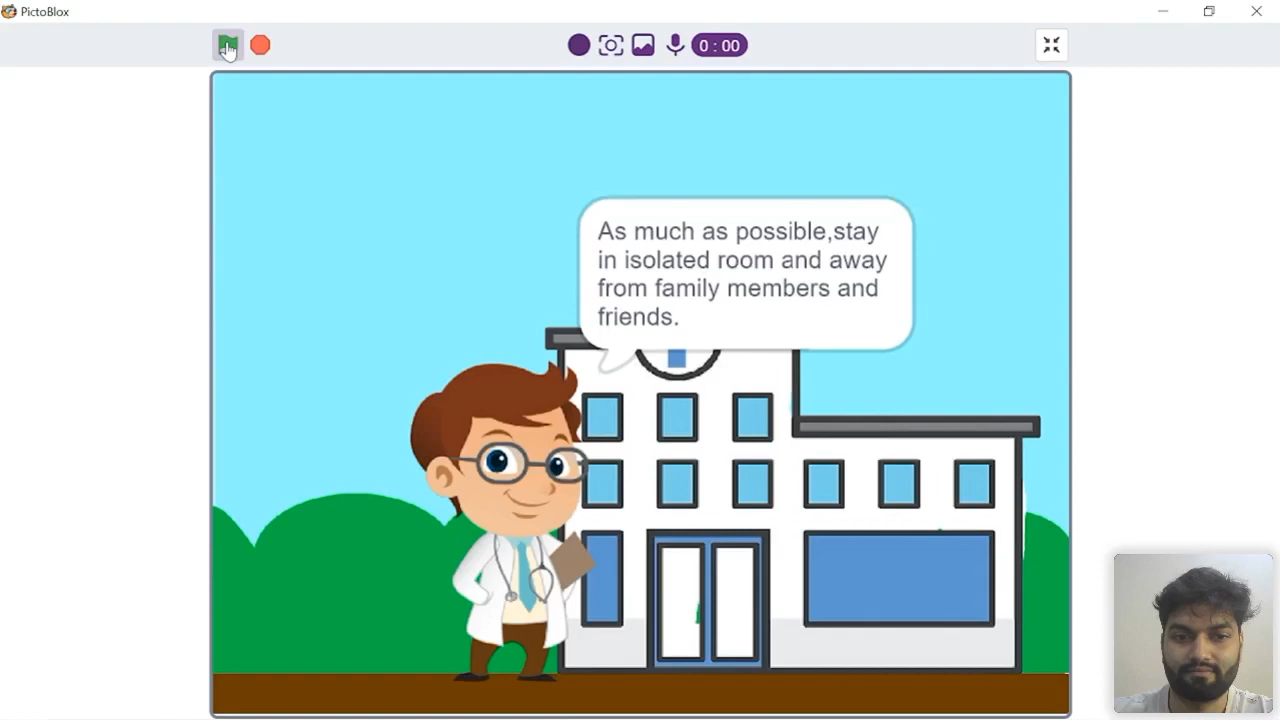 PictoBlox
0 : 00
As much as possible,stay
in isolated room and away
from family members and
friends.